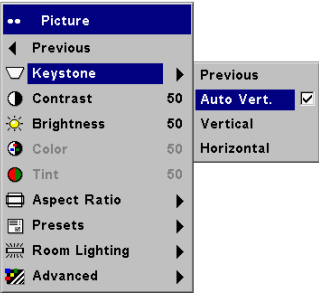 Picture
Previous
Keystone
Contrast 50
Brightness 50
Color 50
Tint 50
Aspect Ratio
Presets
Room Lighting
Advanced
Previous
Auto Vert.
Vertical
Horizontal